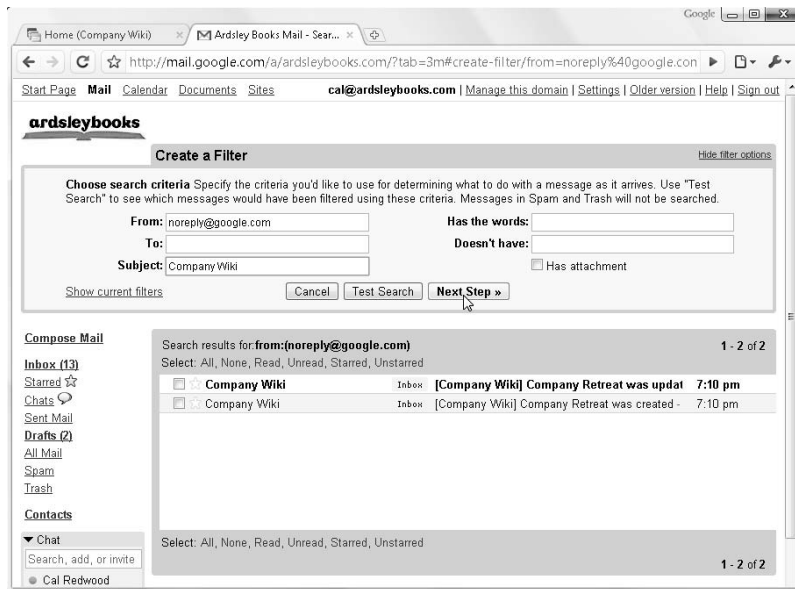 Google
Home (Company Wiki)
Ardsley Books Mail - Sear...
http://mail.google.com/a/ardsleybooks.com/?tab=3m#create-filter/from=noreply%40google.con
Start Page Mail Calendar Documents Sites cal@ardsleybooks.com | Manage this domain | Settings | Older version | Help | Sign out
ardsleybooks
Create a Filter Hide filter options
Choose search criteria Specify the criteria you'd like to use for determining what to do with a message as it arrives. Use "Test
Search" to see which messages would have been filtered using these criteria. Messages in Spam and Trash will not be searched.
From: noreply@google.com Has the words:
To: Doesn't have:
Subject: Company Wiki Has attachment
Show current filters Cancel Test Search Next Step »
Compose Mail
Inbox (13)
Starred
Chats
Sent Mail
Drafts (2)
All Mail
Spam
Trash
Contacts
Chat
Search, add, or invite
Cal Redwood
Search results for:from:(noreply@google.com) 1 - 2 of 2
Select: All, None, Read, Unread, Starred, Unstarred
Company Wiki Inbox [Company Wiki] Company Retreat was updat 7:10 pm
Company Wiki Inbox [Company Wiki] Company Retreat was created - 7:10 pm
Select: All, None, Read, Unread, Starred, Unstarred
1 - 2 of 2